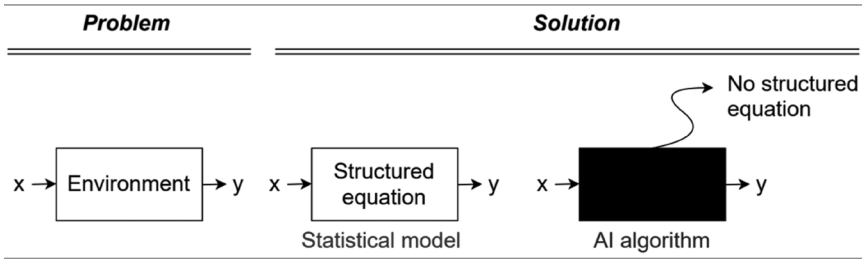 Problem
Solution
No structured
equation
x
Environment
y
x
Structured
equation
y
x
y
Statistical model
AI algorithm